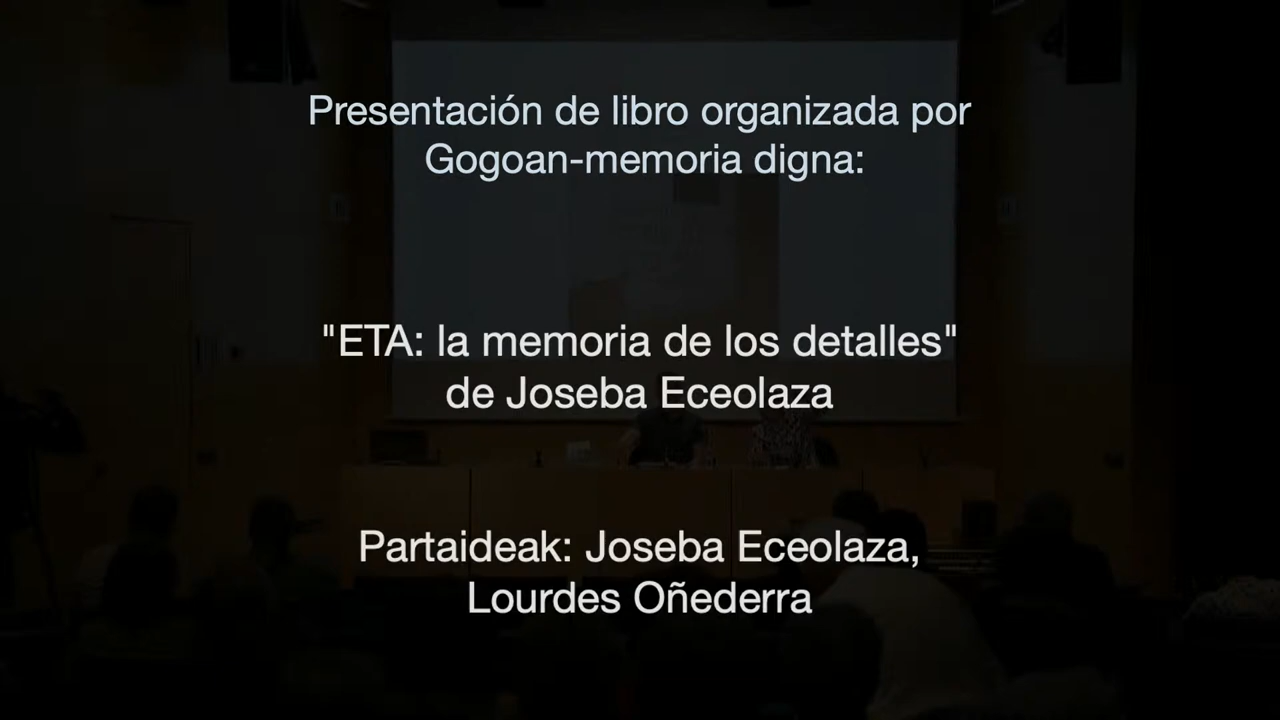 Presentación de libro organizada por
Gogoan-memoria digna:
"ETA: la memoria de los detalles"
de Joseba Eceolaza
Partaideak: Joseba Eceolaza,
Lourdes Oñederra